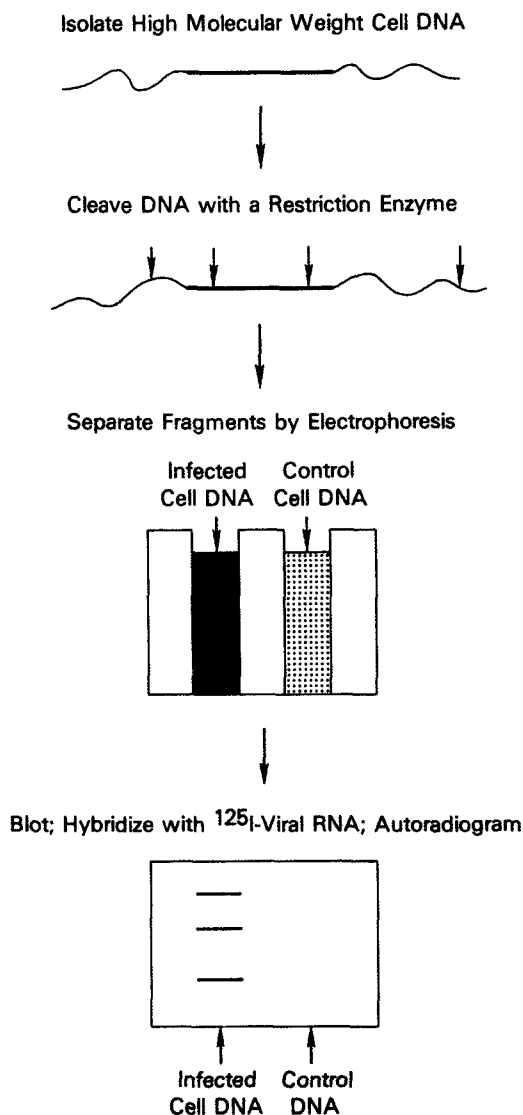 Isolate High Molecular Weight Cell DNA
Cleave DNA with a Restriction Enzyme
Separate Fragments by Electrophoresis
Infected Control
Cell DNA Cell DNA
Blot; Hybridize with 125I-Viral RNA; Autoradiogram
Infected Control
Cell DNA DNA